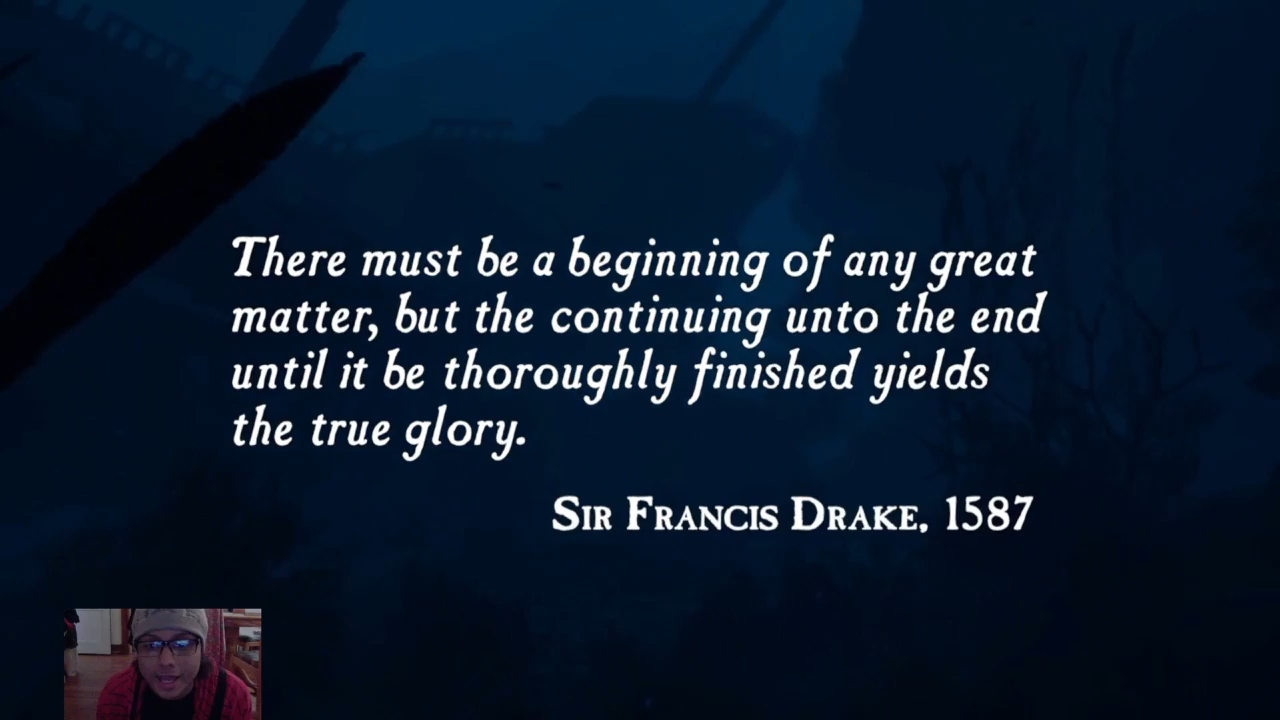 There must be a beginning of any great
matter, but the continuing unto the end
until it be thoroughly finished yields
the true glory.
Sir Francis Drake, 1587